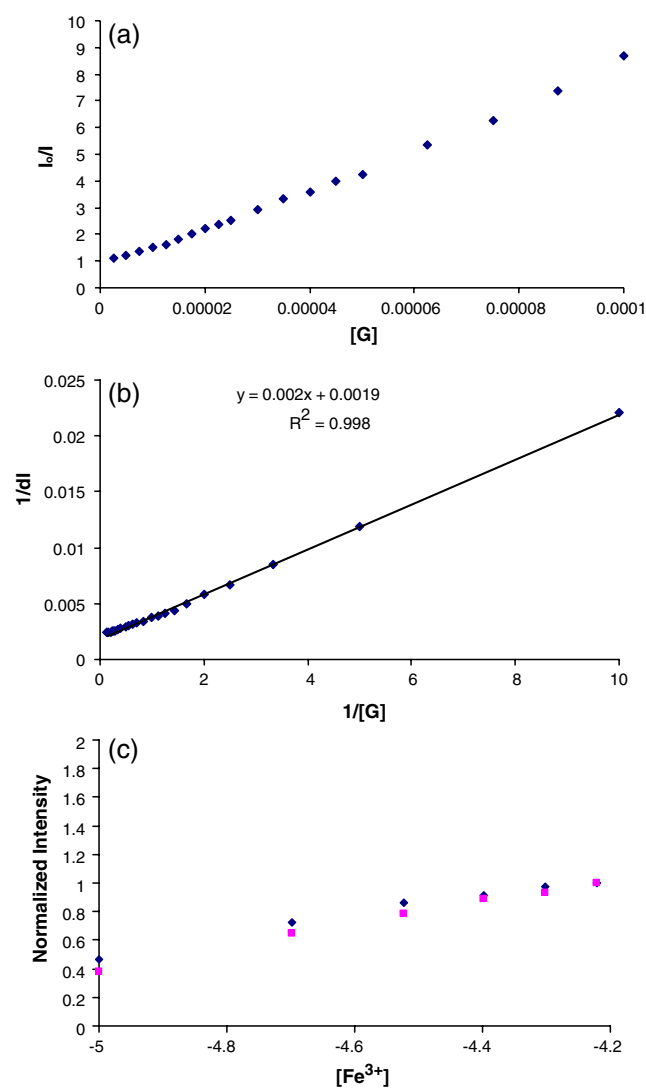 (a)
10
9
8
7
6
5
4
3
2
1
0
I₀/I
0 0.00002 0.00004 0.00006 0.00008 0.0001
[G]
(b)
0.025
0.02
0.015
0.01
0.005
0
1/dI
y = 0.002x + 0.0019
R² = 0.998
0 2 4 6 8 10
1/[G]
(c)
2
1.8
1.6
1.4
1.2
1
0.8
0.6
0.4
0.2
0
Normalized Intensity
-5 -4.8 -4.6 -4.4 -4.2
[Fe³⁺]